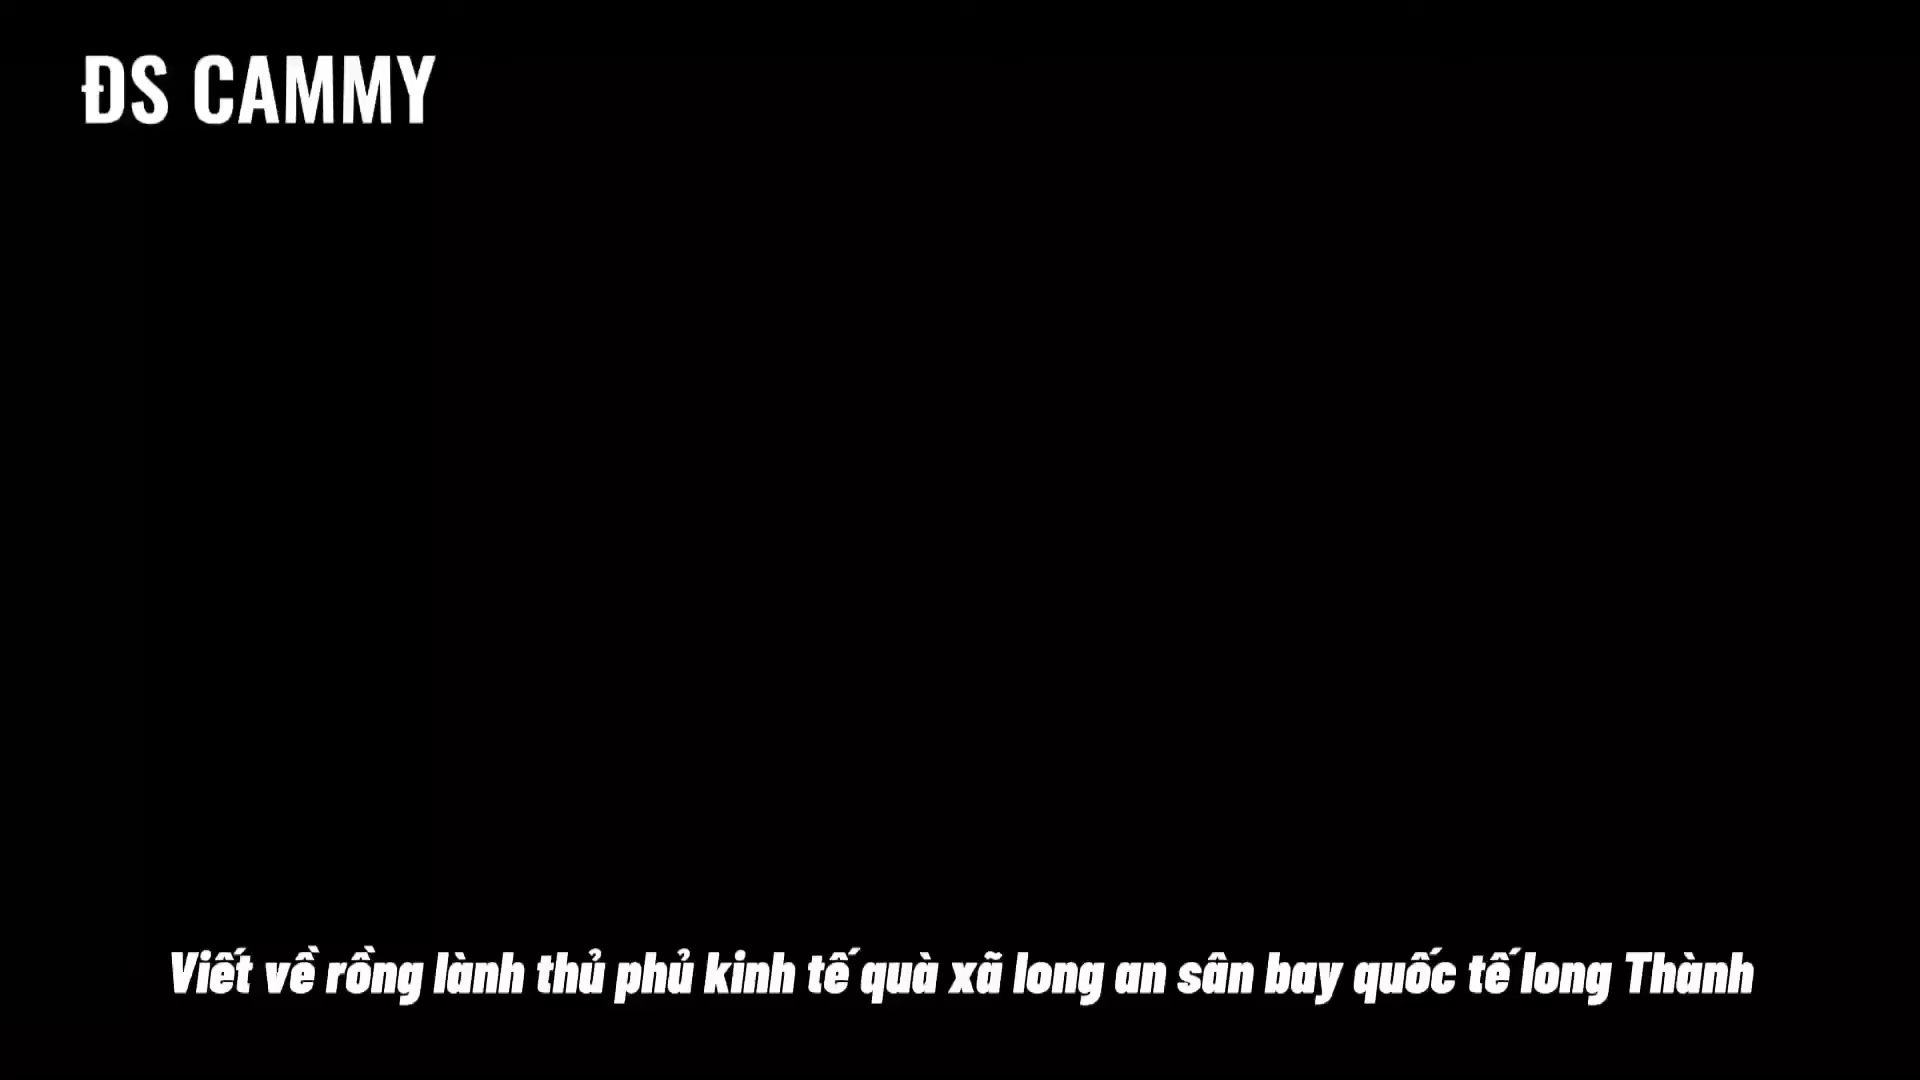 ĐS CAMMY
Viết về rồng lành thủ phủ kinh tế quà xã long an sân bay quốc tế long Thành